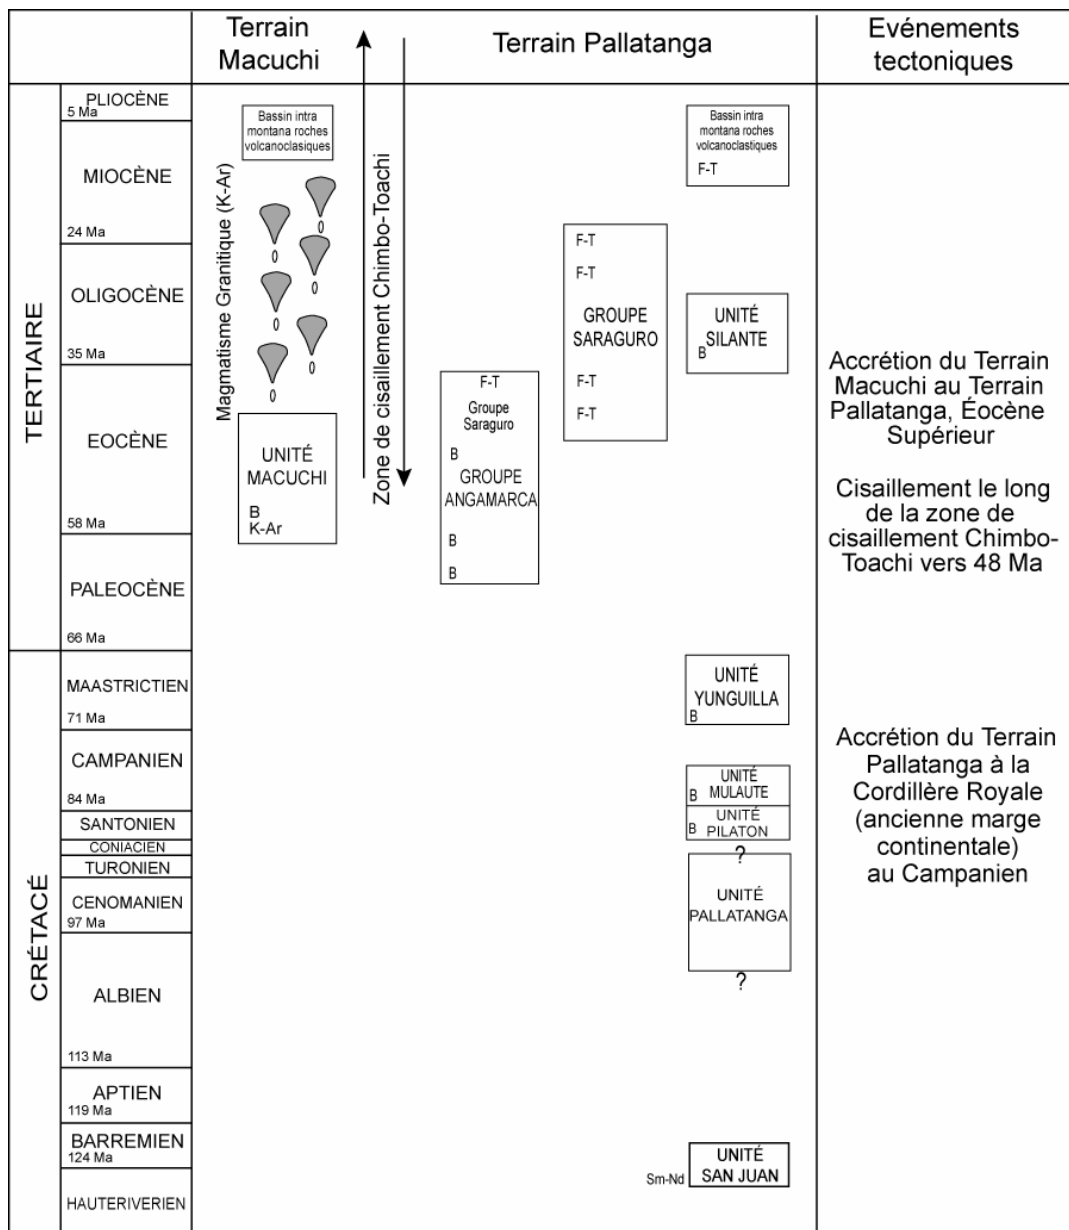 Terrain
Macuchi
Terrain Pallatanga
Evénements
tectoniques
TERTIAIRE
CRÉTACÉ
PLIOCÈNE
5 Ma
MIOCÈNE
24 Ma
OLIGOCÈNE
35 Ma
EOCÈNE
58 Ma
PALEOCÈNE
66 Ma
MAASTRICTIEN
71 Ma
CAMPANIEN
84 Ma
SANTONIEN
CONIACIEN
TURONIEN
CENOMANIEN
97 Ma
ALBIEN
113 Ma
APTIEN
119 Ma
BARREMIEN
124 Ma
HAUTERIVERIEN
Bassin intra
montana roches
volcanoclasiques
Magmatisme Granitique (K-Ar)
UNITÉ
MACUCHI
B
K-Ar
Zone de cisaillement Chimbo-Toachi
F-T
Groupe
Saraguro
B
GROUPE
ANGAMARCA
B
B
F-T
F-T
GROUPE
SARAGURO
F-T
F-T
Bassin intra
montana roches
volcanoclastiques
F-T
UNITÉ
SILANTE
B
UNITÉ
YUNGUILLA
B
UNITÉ
B MULAUTE
UNITÉ
B PILATON
?
UNITÉ
PALLATANGA
?
UNITÉ
Sm-Nd SAN JUAN
Accrétion du Terrain
Macuchi au Terrain
Pallatanga, Éocène
Supérieur
Cisaillement le long
de la zone de
cisaillement Chimbo-
Toachi vers 48 Ma
Accrétion du Terrain
Pallatanga à la
Cordillère Royale
(ancienne marge
continentale)
au Campanien